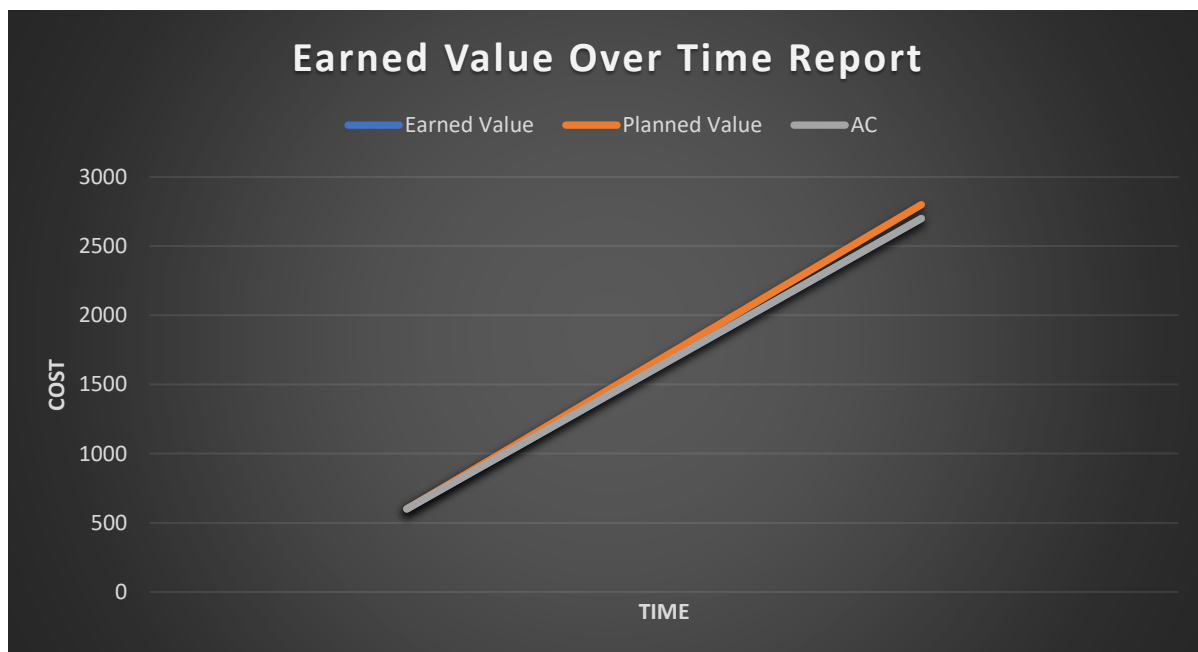 Earned Value Over Time Report
Earned Value Planned Value AC
3000
2500
2000
1500
1000
500
0
COST
TIME